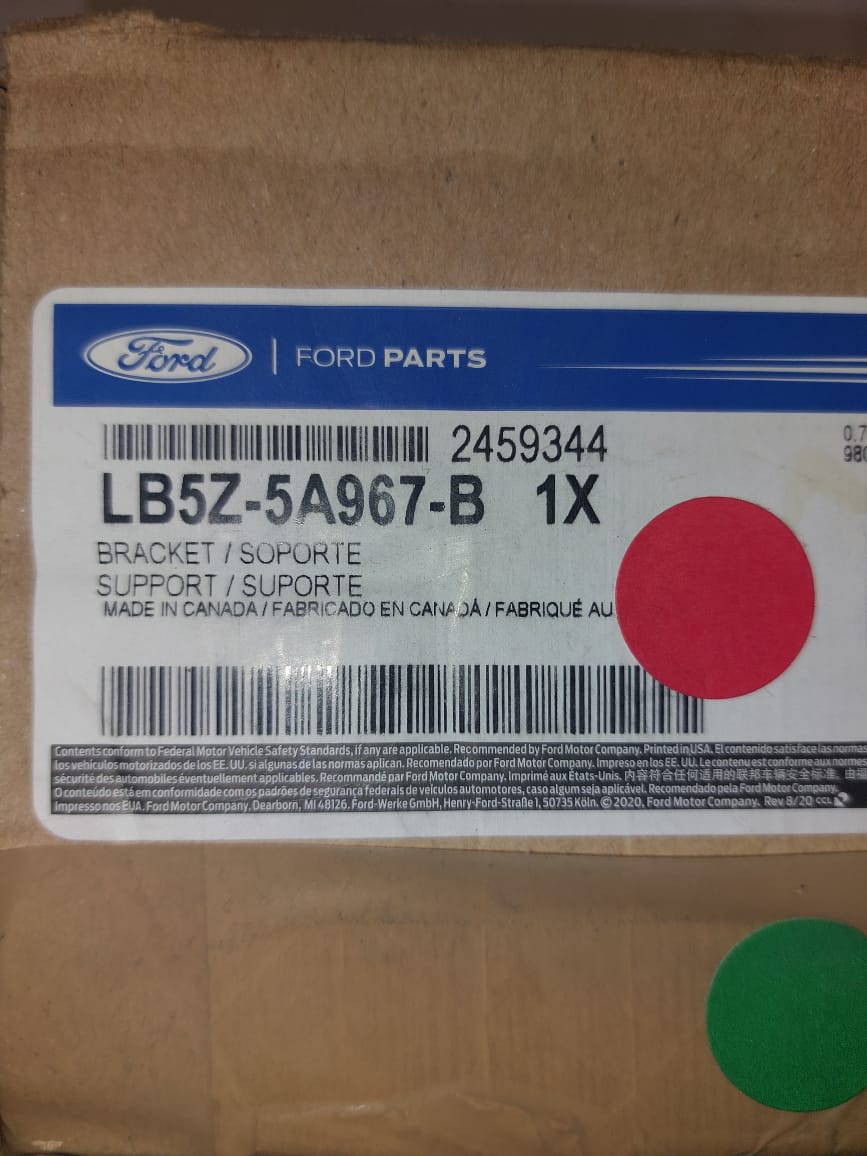 Ford | FORD PARTS
2459344
0.7
980
LB5Z-5A967-B 1X
BRACKET / SOPORTE
SUPPORT / SUPORTE
MADE IN CANADA / FABRICADO EN CANADÁ / FABRIQUÉ AU
Contents conform to Federal Motor Vehicle Safety Standards, if any are applicable. Recommended by Ford Motor Company. Printed in USA. El contenido satisface las normas
los vehículos motorizados de los EE. UU. si algunas de las normas aplican. Recomendado por Ford Motor Company. Impreso en los EE. UU. Le contenu est conforme aux normes
sécurité des automobiles éventuellement applicables. Recommandé par Ford Motor Company. Imprimé aux États-Unis. 内容符合任何适用的联邦车辆安全标准。由福
O conteúdo está em conformidade com os padrões de segurança federais de veículos automotores, caso algum seja aplicável. Recomendado pela Ford Motor Company.
Impresso nos EUA. Ford Motor Company, Dearborn, MI 48126. Ford-Werke GmbH, Henry-Ford-Straße 1, 50735 Köln. © 2020, Ford Motor Company. Rev 8/20 CCL